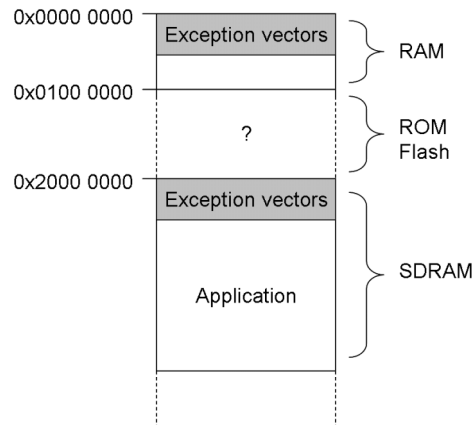 0x0000 0000
Exception vectors
RAM
0x0100 0000
?
ROM
Flash
0x2000 0000
Exception vectors
SDRAM
Application